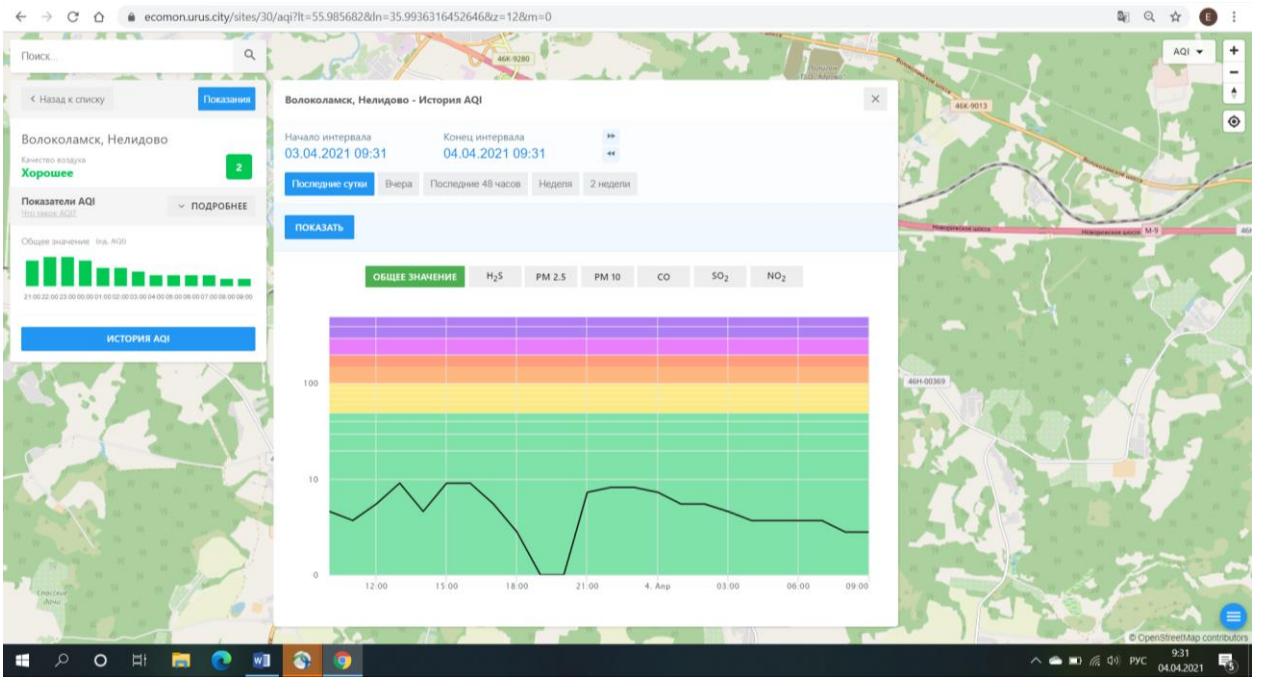 ecomon.urus.city/sites/30/aqi?lt=55.985682&ln=35.99363164526468&z=12&m=0
E
Поиск...
46К-9280
AQI
+
−
< Назад к списку
Показания
Волоколамск, Нелидово - История AQI
×
46К-9013
Волоколамск, Нелидово
Качество воздуха
Хорошее
2
Начало интервала
Конец интервала
03.04.2021 09:31
04.04.2021 09:31
Последние сутки
Вчера
Последние 48 часов
Неделя
2 недели
Показатели AQI
Что такое AQI?
ПОДРОБНЕЕ
ПОКАЗАТЬ
Новорижское шоссе
Новорижское шоссе
М-9
Общее значение (ед. AQI)
ОБЩЕЕ ЗНАЧЕНИЕ
H₂S
PM 2.5
PM 10
CO
SO₂
NO₂
21:00 22:00 23:00 00:00 01:00 02:00 03:00 04:00 05:00 06:00 07:00 08:00 09:00
ИСТОРИЯ AQI
100
46Н-00369
10
0
12:00
15:00
18:00
21:00
4. Апр
03:00
06:00
09:00
© OpenStreetMap contributors
РУС
9:31
04.04.2021
5